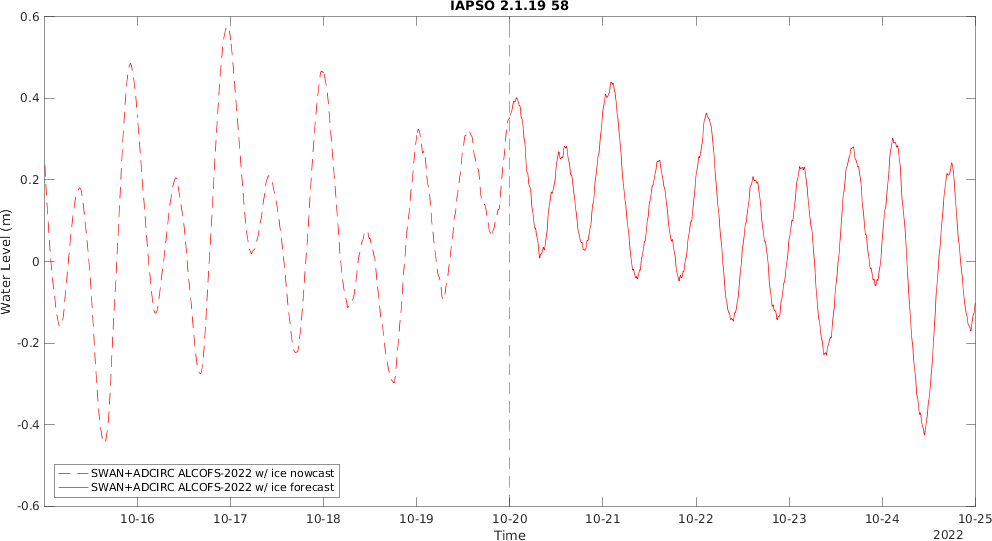 IAPSO 2.1.19 58
0.6
0.4
0.2
0
-0.2
-0.4
-0.6
Water Level (m)
SWAN+ADCIRC ALCOFS-2022 w/ ice nowcast
SWAN+ADCIRC ALCOFS-2022 w/ ice forecast
10-16 10-17 10-18 10-19 10-20 10-21 10-22 10-23 10-24 10-25
Time
2022